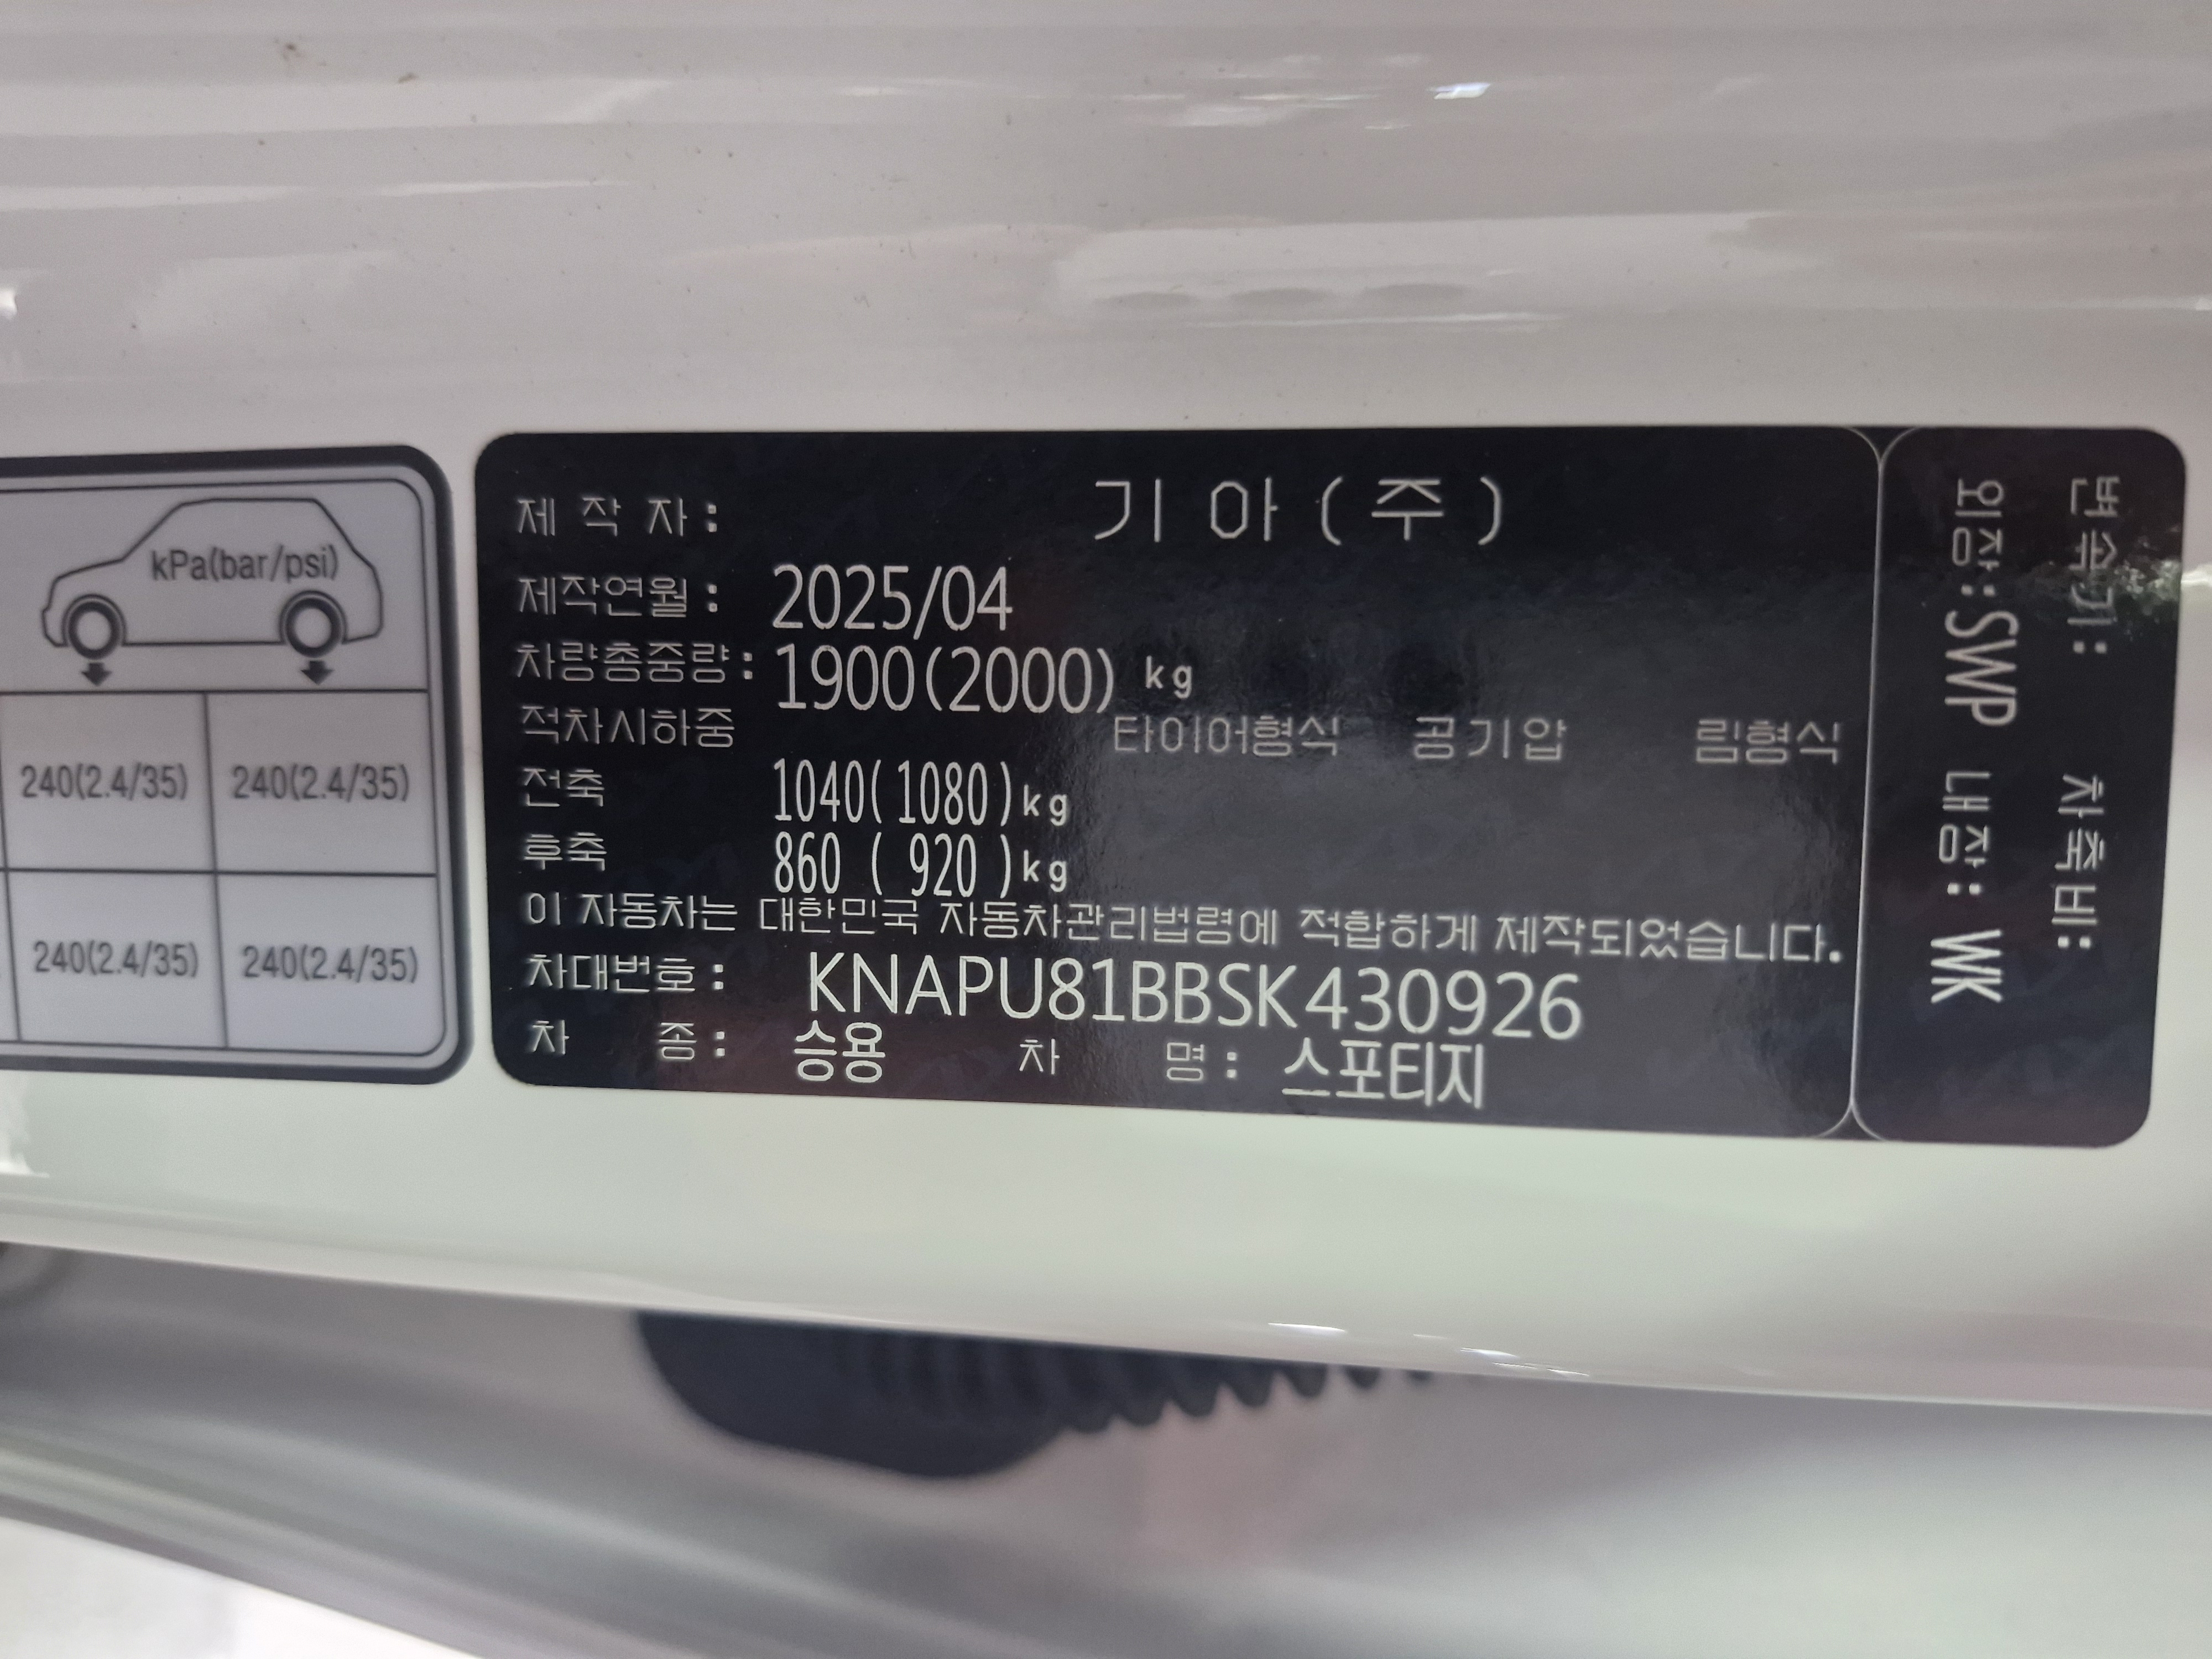 kPa(bar/psi)
240(2.4/35) 240(2.4/35)
240(2.4/35) 240(2.4/35)
제 작 자 : 기 아 ( 주 )
제작연월 : 2025/04
차량총중량 : 1900(2000) kg
적차시하중 타이어형식 공기압 림형식
전축 1040( 1080 )kg
후축 860 ( 920 )kg
이 자동차는 대한민국 자동차관리법령에 적합하게 제작되었습니다.
차대번호 : KNAPU81BBSK430926
차 종 : 승용 차 명 : 스포티지
변속기 : 차축비 :
외장 : SWP 내장 : WK